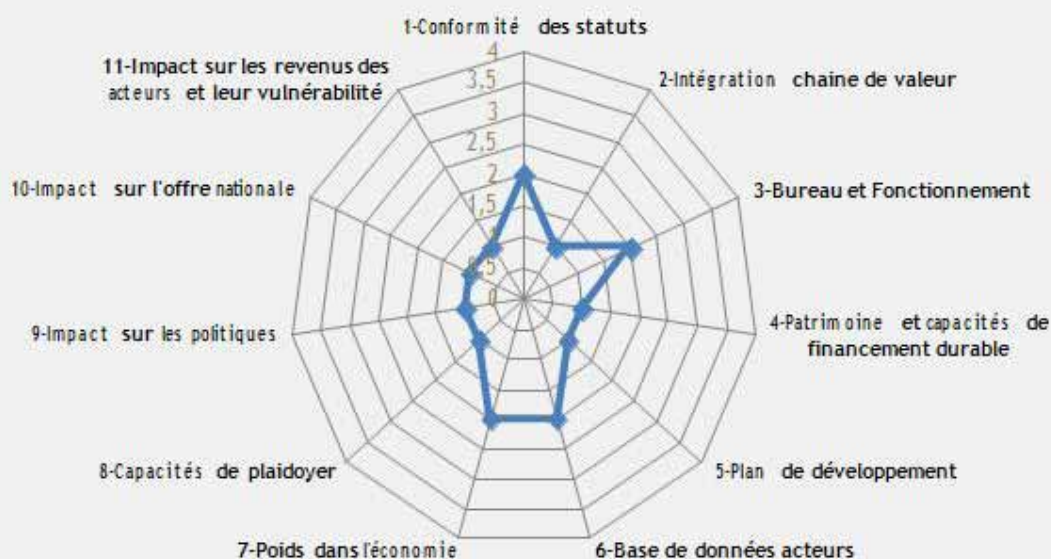 1-Conformité des statuts
4
11-Impact sur les revenus des
acteurs et leur vulnérabilité
3,5
2-Intégration chaine de valeur
3
2,5
10-Impact sur l'offre nationale
2
3-Bureau et Fonctionnement
1,5
1
0,5
0
9-Impact sur les politiques
4-Patrimoine et capacités de
financement durable
8-Capacités de plaidoyer
5-Plan de développement
7-Poids dans l'économie
6-Base de données acteurs